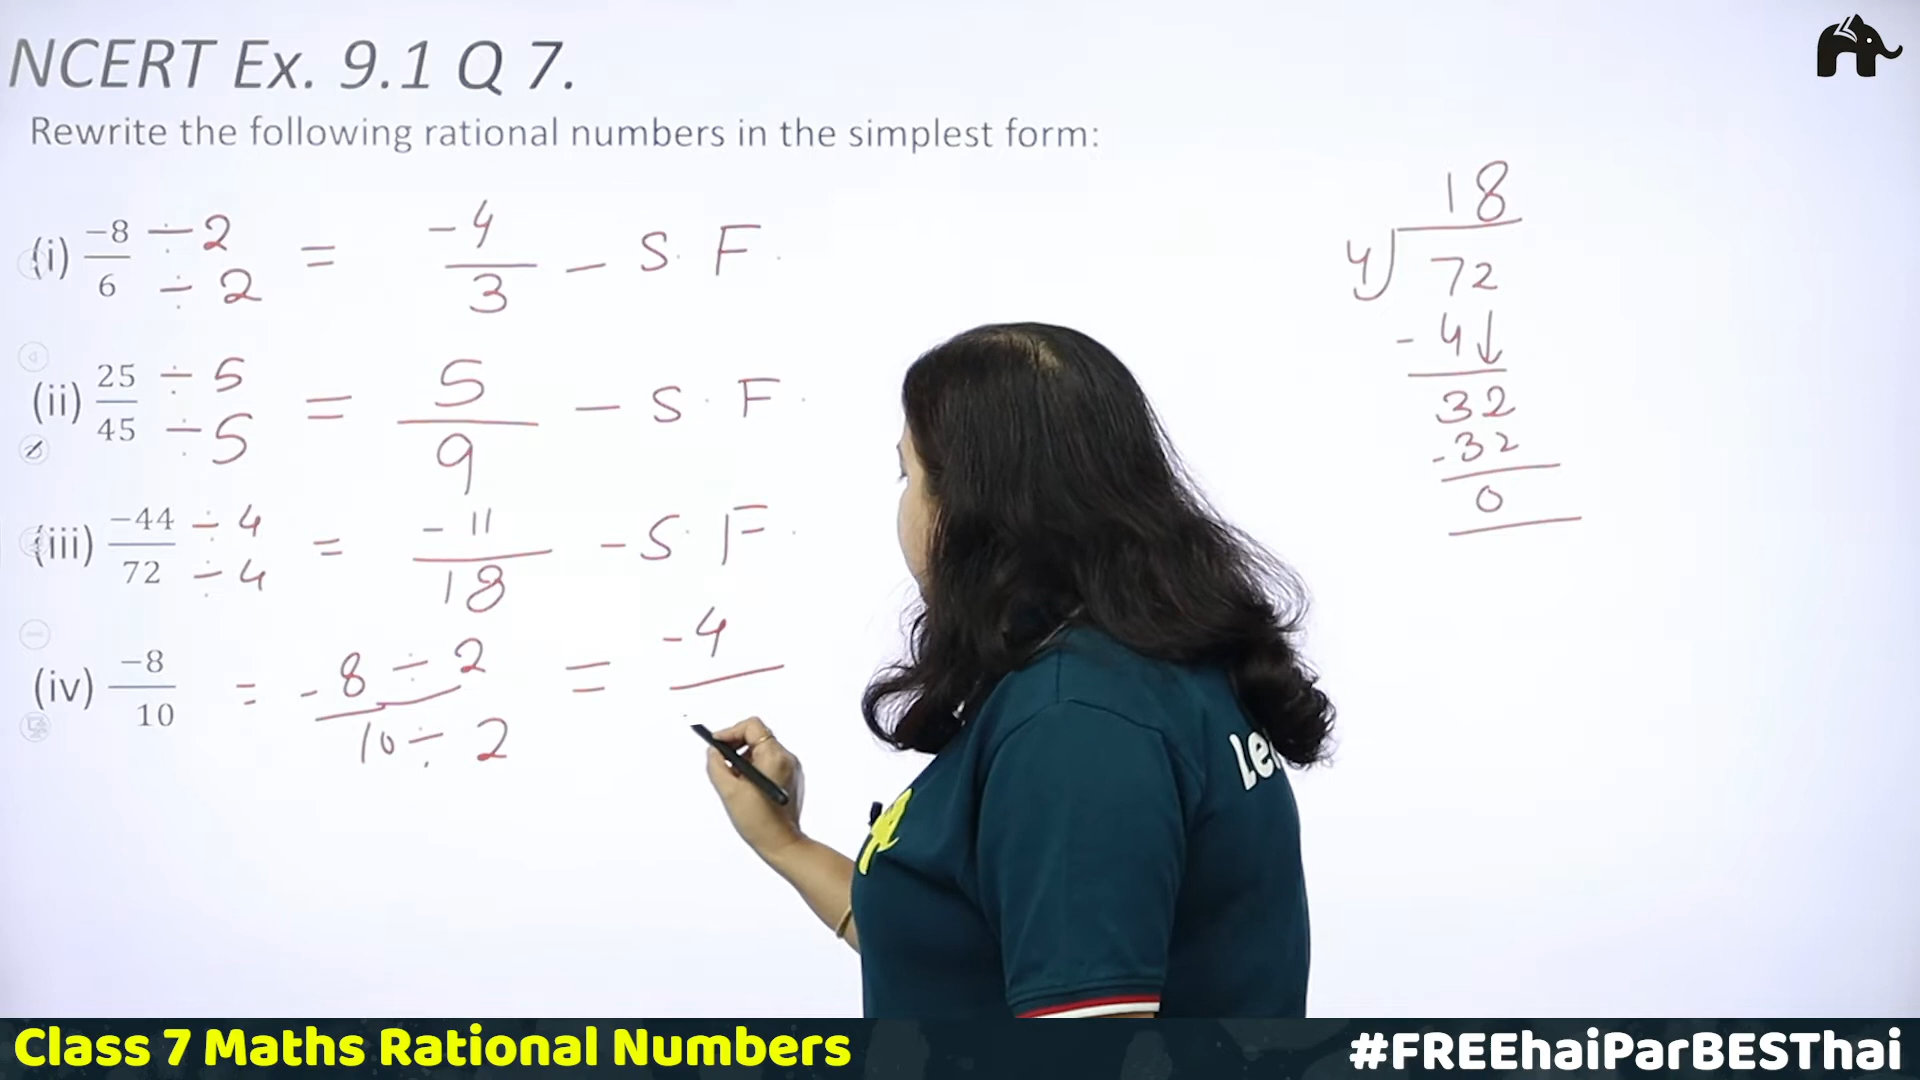 NCERT Ex. 9.1 Q 7.
Rewrite the following rational numbers in the simplest form:
(i) -8/6 ÷2/÷2 = -4/3 - S.F.
(ii) 25/45 ÷5/÷5 = 5/9 - S.F.
(iii) -44/72 ÷4/÷4 = -11/18 - S.F.
(iv) -8/10 = -8÷2/10÷2 = -4/
18
4)72
-4↓
32
-32
0
Le
Class 7 Maths Rational Numbers
#FREEhaiParBESThai